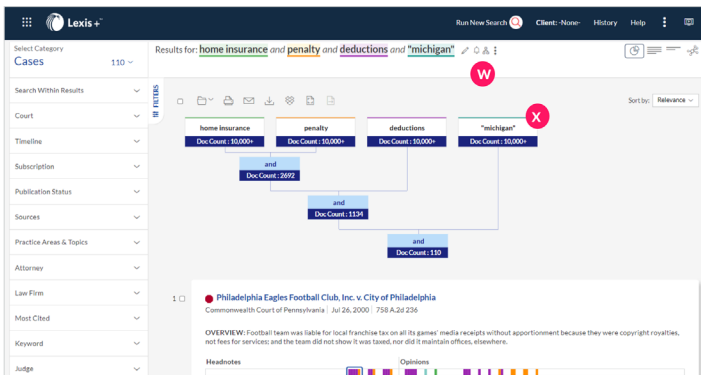 Lexis+™
Run New Search
Client: -None-
History
Help
Select Category
Cases
110
Results for: home insurance and penalty and deductions and "michigan"
W
Search Within Results
Court
Timeline
Subscription
Publication Status
Sources
Practice Areas & Topics
Attorney
Law Firm
Most Cited
Keyword
Judge
FILTERS
Sort by: Relevance
X
home insurance
Doc Count : 10,000+
penalty
Doc Count : 10,000+
deductions
Doc Count : 10,000+
"michigan"
Doc Count : 10,000+
and
Doc Count : 2692
and
Doc Count : 1134
and
Doc Count : 110
1
Philadelphia Eagles Football Club, Inc. v. City of Philadelphia
Commonwealth Court of Pennsylvania | Jul 26, 2000 | 758 A.2d 236
OVERVIEW: Football team was liable for local franchise tax on all its games' media receipts without apportionment because they were copyright royalties,
not fees for services; and the team did not show it was taxed, nor did it maintain offices, elsewhere.
Headnotes
Opinions